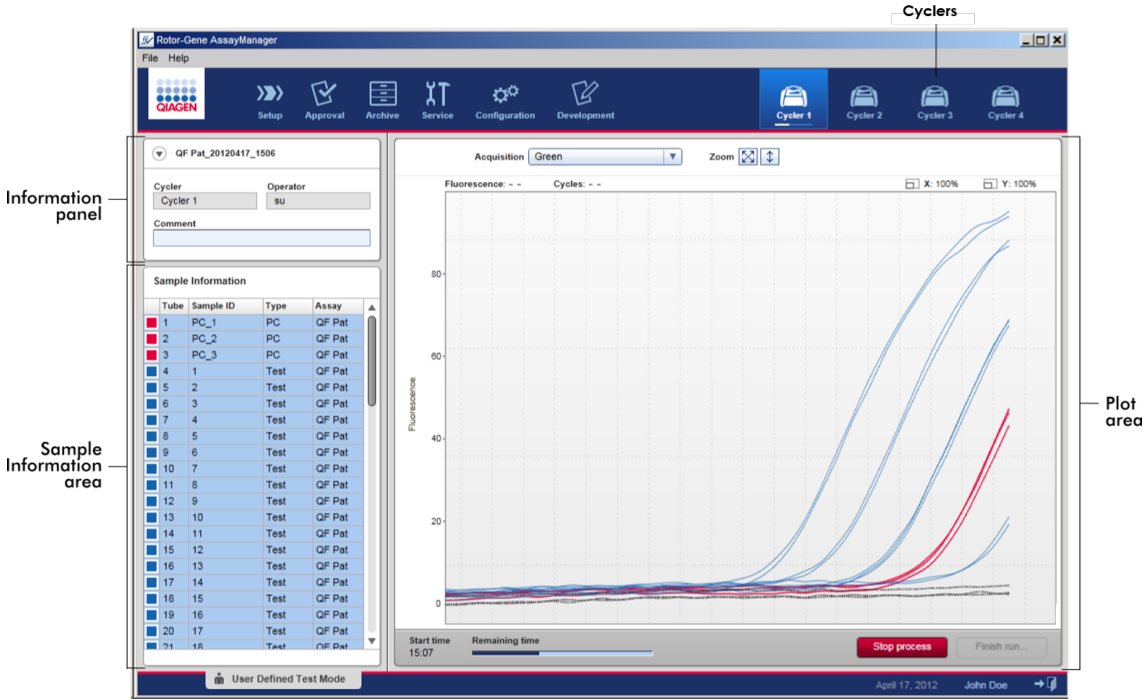 Cyclers
Rotor-Gene AssayManager
File Help
QIAGEN
Setup Approval Archive Service Configuration Development Cycler 1 Cycler 2 Cycler 3 Cycler 4
Information panel
QF Pat_20120417_1506
Cycler Operator
Cycler 1 su
Comment
Sample Information area
Sample Information
Tube Sample ID Type Assay
1 PC_1 PC QF Pat
2 PC_2 PC QF Pat
3 PC_3 PC QF Pat
4 1 Test QF Pat
5 2 Test QF Pat
6 3 Test QF Pat
7 4 Test QF Pat
8 5 Test QF Pat
9 6 Test QF Pat
10 7 Test QF Pat
11 8 Test QF Pat
12 9 Test QF Pat
13 10 Test QF Pat
14 11 Test QF Pat
15 12 Test QF Pat
16 13 Test QF Pat
17 14 Test QF Pat
18 15 Test QF Pat
19 16 Test QF Pat
20 17 Test QF Pat
21 18 Test QF Pat
Acquisition Green Zoom
Fluorescence: - - Cycles: - - X: 100% Y: 100%
Fluorescence
80
60
40
20
0
Plot area
Start time Remaining time
15:07
Stop process Finish run...
User Defined Test Mode
April 17, 2012 John Doe